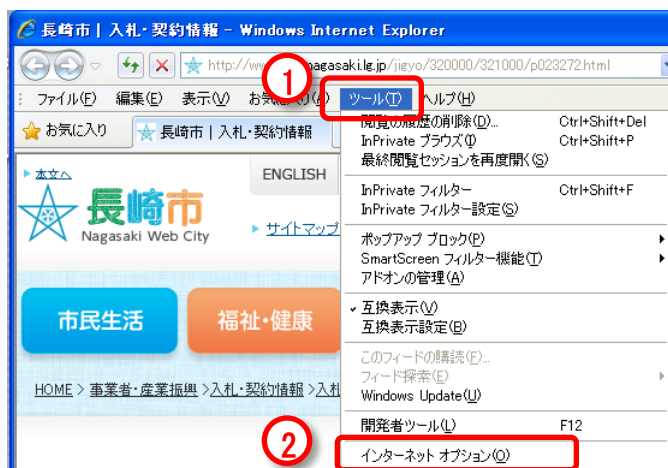 長崎市 | 入札・契約情報 - Windows Internet Explorer
http://www. nagasaki.lg.jp/jigyo/320000/321000/p023272.html
1
ファイル(F) 編集(E) 表示(V) お気に入り(A) ツール(T) ヘルプ(H)
お気に入り 長崎市 | 入札・契約情報
閲覧の履歴の削除(D)... Ctrl+Shift+Del
InPrivate ブラウズ(I) Ctrl+Shift+P
最終閲覧セッションを再度開く(S)
InPrivate フィルター Ctrl+Shift+F
InPrivate フィルター設定(S)
ポップアップ ブロック(P)
SmartScreen フィルター機能(T)
アドオンの管理(A)
互換表示(V)
互換表示設定(B)
このフィードの購読(F)...
フィード探索(E)
Windows Update(U)
開発者ツール(L) F12
2
インターネット オプション(O)
本文へ
ENGLISH
長崎市
Nagasaki Web City
サイトマップ
市民生活
福祉・健康
HOME > 事業者・産業振興 >入札・契約情報 >入札